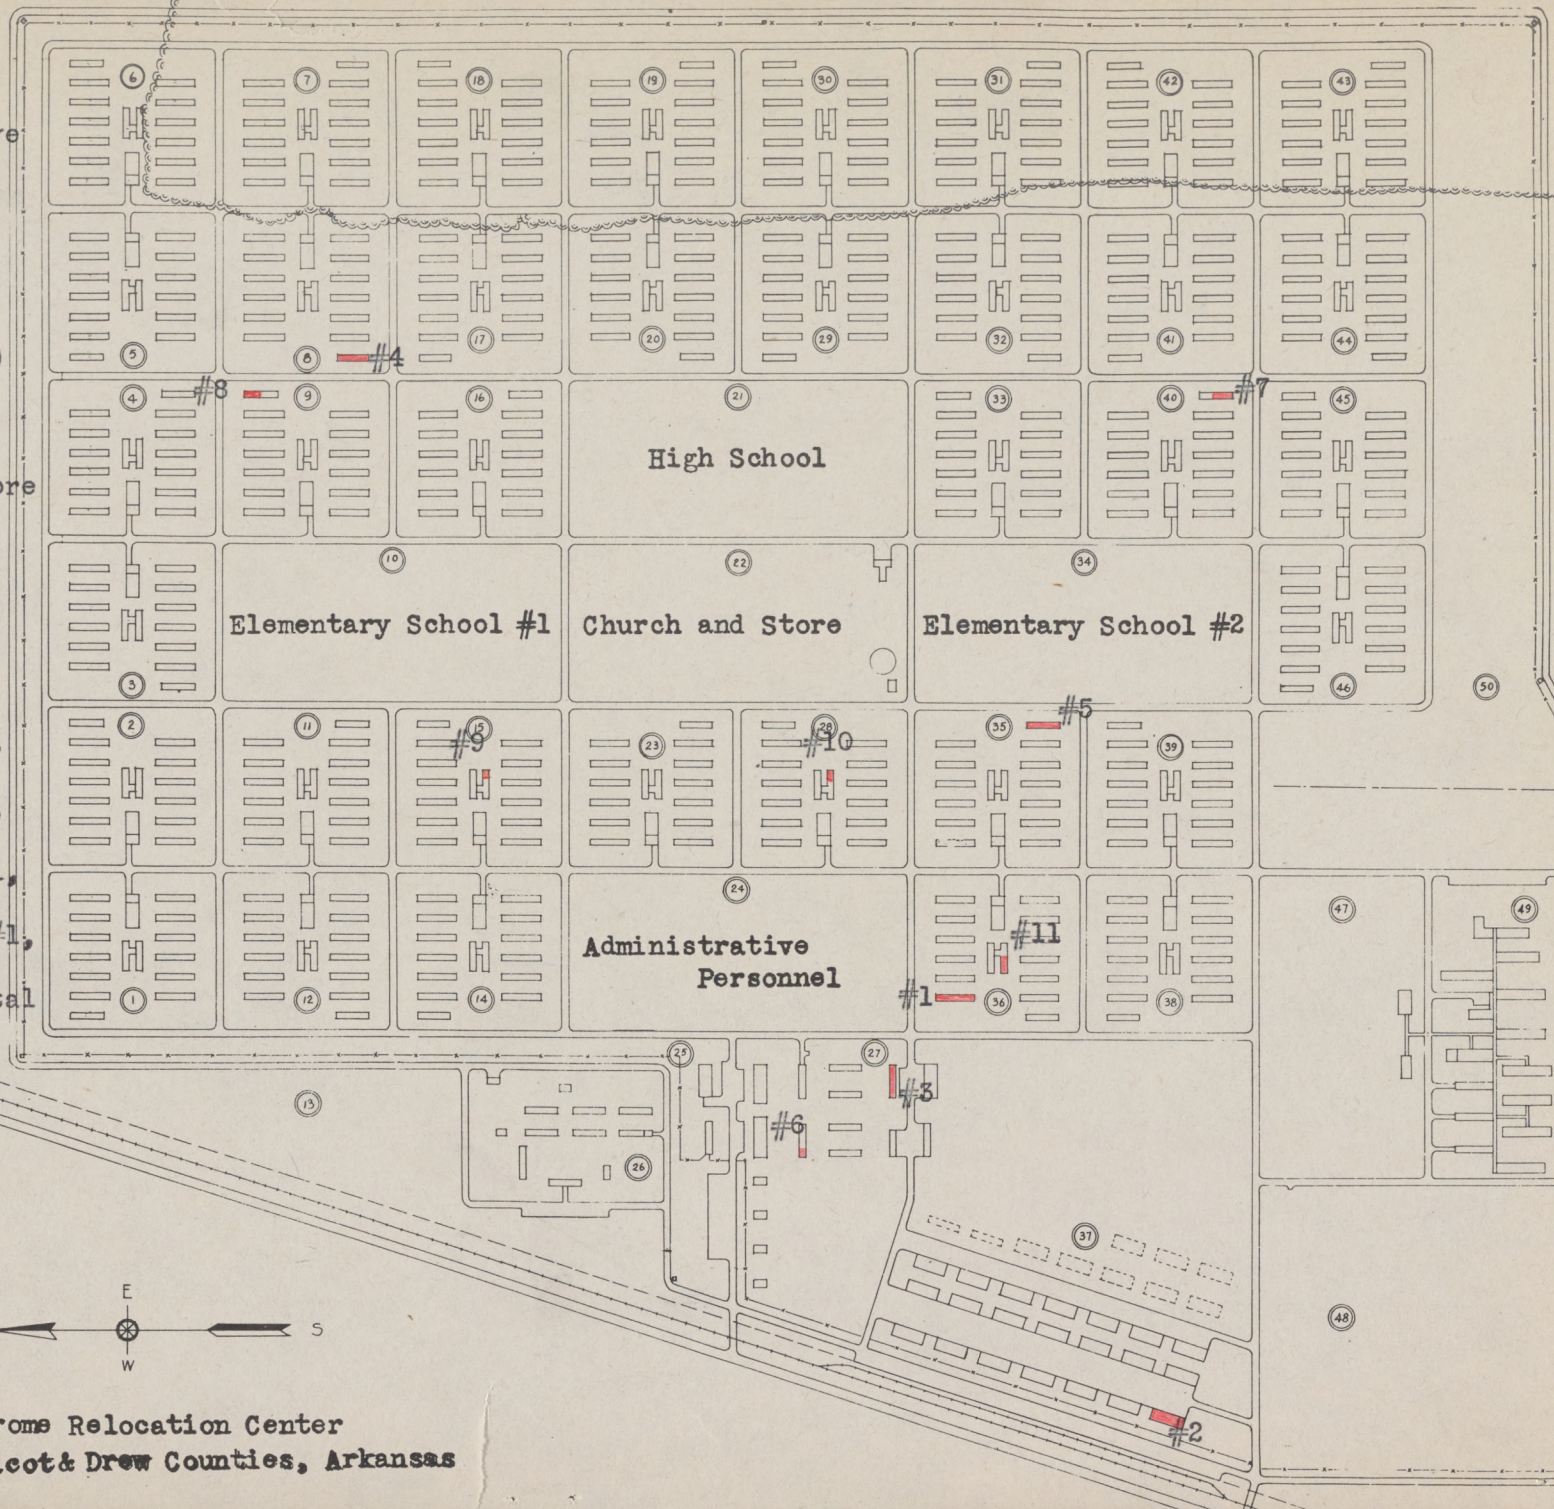 6 7 18 19 30 31 42 43
5 8 17 20 29 32 41 44
#4
4 #8 9 16 21 33 40 #7 45
High School
10 22 34
Elementary School #1 Church and Store Elementary School #2
3 46 50
#5
2 11 15 23 28 35 39
#9 #10
24 47 49
#11
Administrative
Personnel
#1
1 12 14 36 38
25 27
#3
13 #6
26
37
E
S
W
48
#2
Relocation Center
& Drew Counties, Arkansas